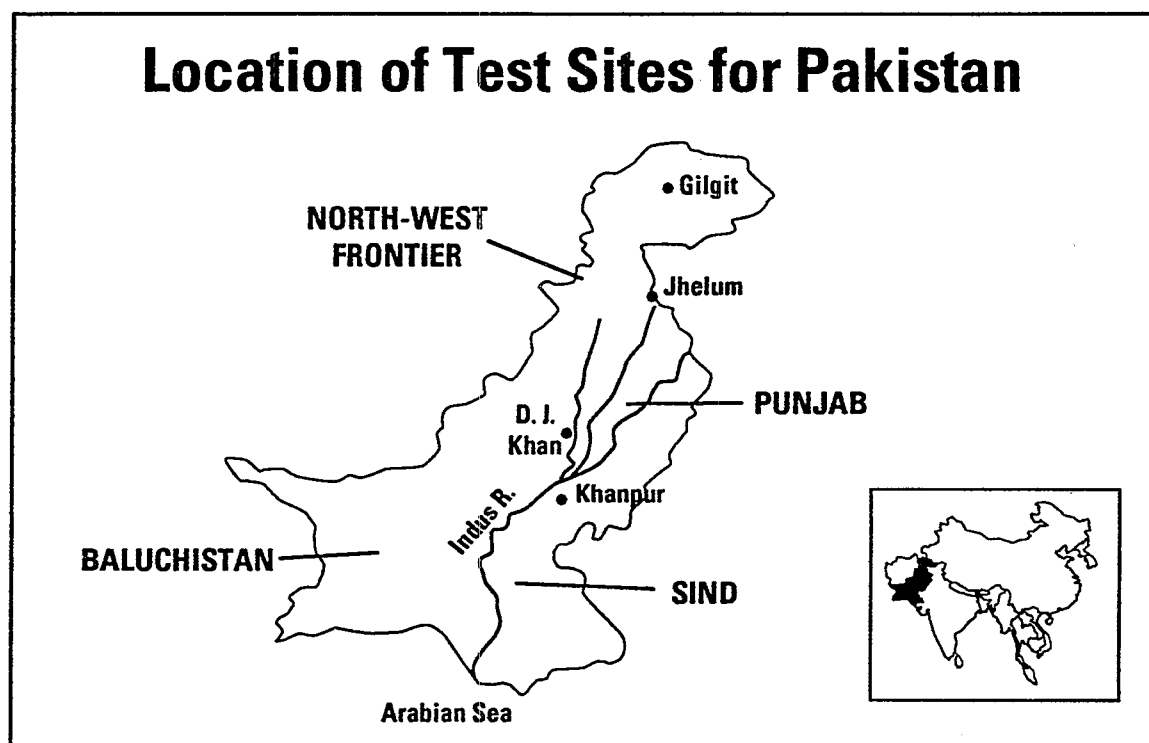 Location of Test Sites for Pakistan
Gilgit
NORTH-WEST
FRONTIER
Jhelum
D. J.
Khan
PUNJAB
Khanpur
Indus R.
BALUCHISTAN
SIND
Arabian Sea